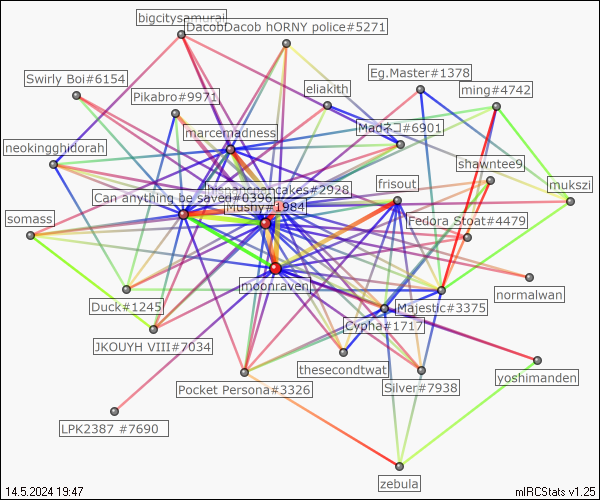 bigcitysamurai
DacobDacob hORNY police#5271
Swirly Boi#6154
Pikabro#9971
eliakith
Eg.Master#1378
ming#4742
marcemadness
Madネコ#6901
neokingghidorah
shawntee9
hispanicpancakes#2928
frisout
mukszi
Can anything be saved#0396
Mushy#1984
somass
Fedora Stoat#4479
moonraven
normalwan
Duck#1245
Majestic#3375
Cypha#1717
JKOUYH VIII#7034
thesecondtwat
yoshimanden
Pocket Persona#3326
Silver#7938
LPK2387 #7690
zebula
14.5.2024 19:47
mIRCStats v1.25